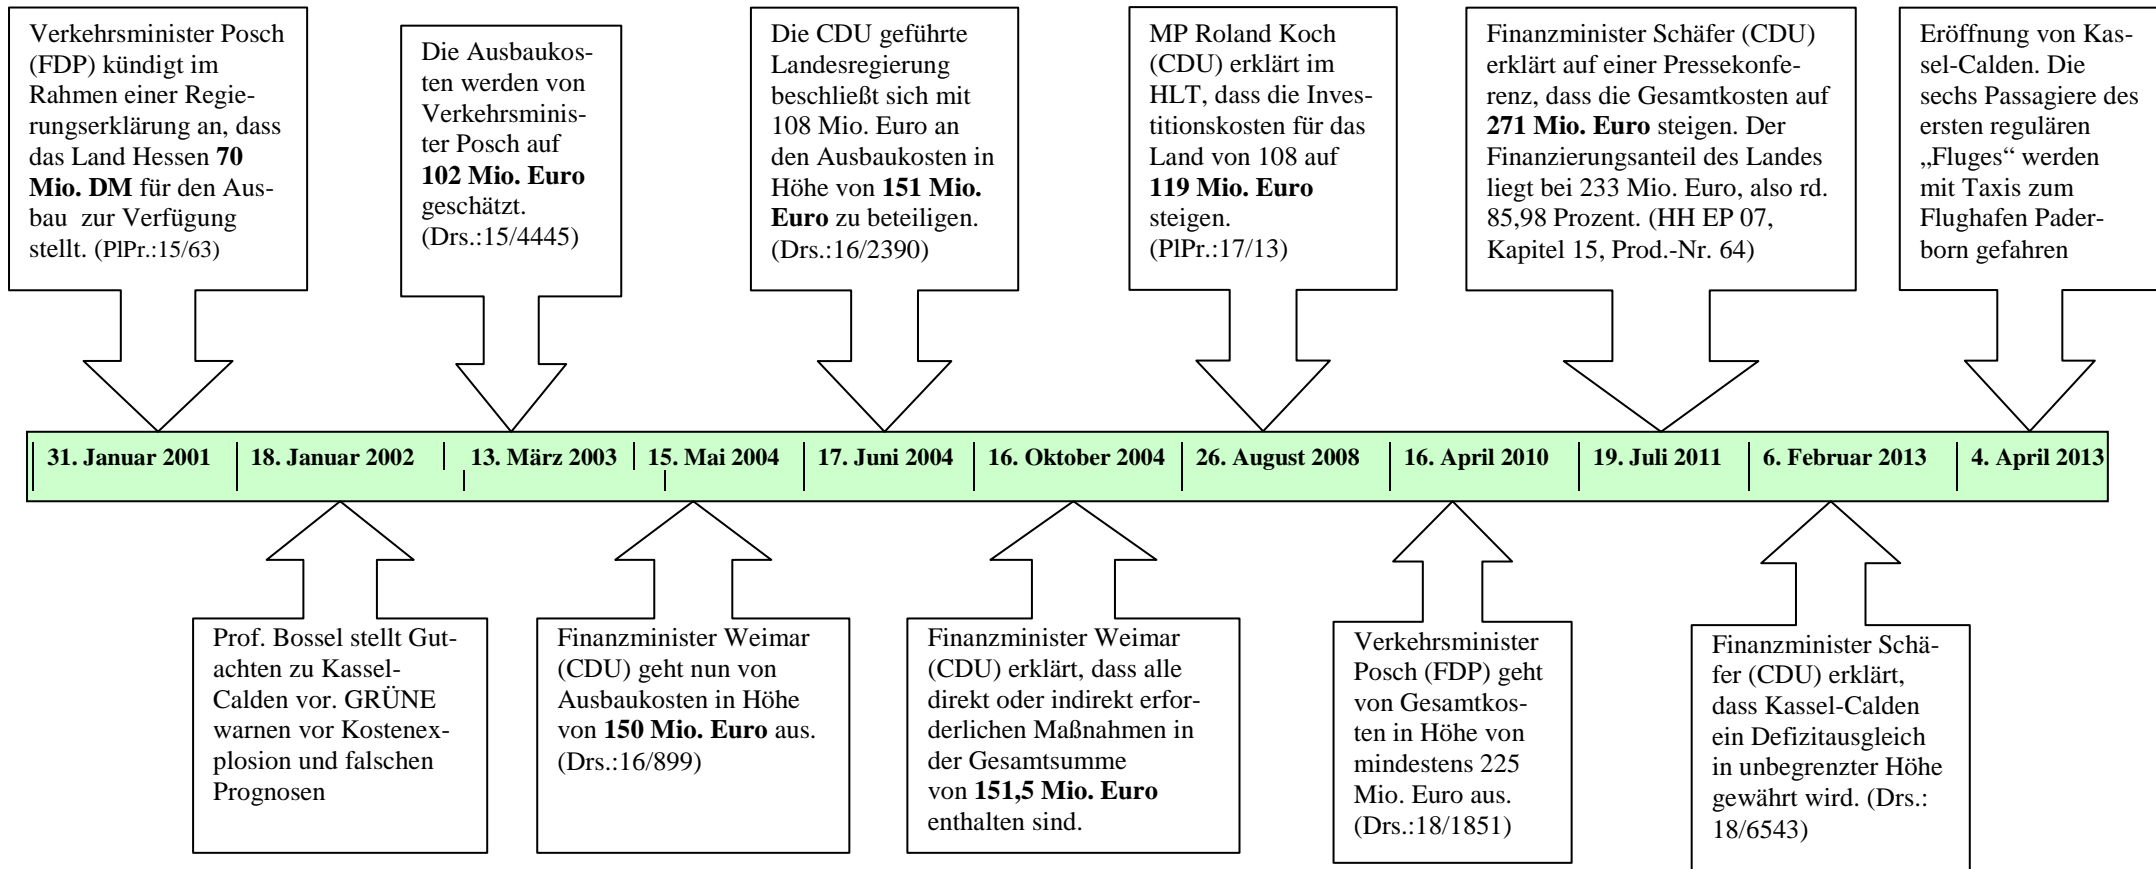 Verkehrsminister Posch
(FDP) kündigt im
Rahmen einer Regie-
rungserklärung an, dass
das Land Hessen 70
Mio. DM für den Aus-
bau  zur Verfügung
stellt. (PlPr.:15/63)
Die Ausbaukos-
ten werden von
Verkehrsminis-
ter Posch auf
102 Mio. Euro
geschätzt.
(Drs.:15/4445)
Die CDU geführte
Landesregierung
beschließt sich mit
108 Mio. Euro an
den Ausbaukosten in
Höhe von 151 Mio.
Euro zu beteiligen.
(Drs.:16/2390)
MP Roland Koch
(CDU) erklärt im
HLT, dass die Inves-
titionskosten für das
Land von 108 auf
119 Mio. Euro
steigen.
(PlPr.:17/13)
Finanzminister Schäfer (CDU)
erklärt auf einer Pressekonfe-
renz, dass die Gesamtkosten auf
271 Mio. Euro steigen. Der
Finanzierungsanteil des Landes
liegt bei 233 Mio. Euro, also rd.
85,98 Prozent. (HH EP 07,
Kapitel 15, Prod.-Nr. 64)
Eröffnung von Kas-
sel-Calden. Die
sechs Passagiere des
ersten regulären
„Fluges“ werden
mit Taxis zum
Flughafen Pader-
born gefahren
31. Januar 2001 18. Januar 2002 13. März 2003 15. Mai 2004 17. Juni 2004 16. Oktober 2004 26. August 2008 16. April 2010 19. Juli 2011 6. Februar 2013 4. April 2013
Prof. Bossel stellt Gut-
achten zu Kassel-
Calden vor. GRÜNE
warnen vor Kostenex-
plosion und falschen
Prognosen
Finanzminister Weimar
(CDU) geht nun von
Ausbaukosten in Höhe
von 150 Mio. Euro aus.
(Drs.:16/899)
Finanzminister Weimar
(CDU) erklärt, dass alle
direkt oder indirekt erfor-
derlichen Maßnahmen in
der Gesamtsumme
von 151,5 Mio. Euro
enthalten sind.
Verkehrsminister
Posch (FDP) geht
von Gesamtkos-
ten in Höhe von
mindestens 225
Mio. Euro aus.
(Drs.:18/1851)
Finanzminister Schä-
fer (CDU) erklärt,
dass Kassel-Calden
ein Defizitausgleich
in unbegrenzter Höhe
gewährt wird. (Drs.:
18/6543)